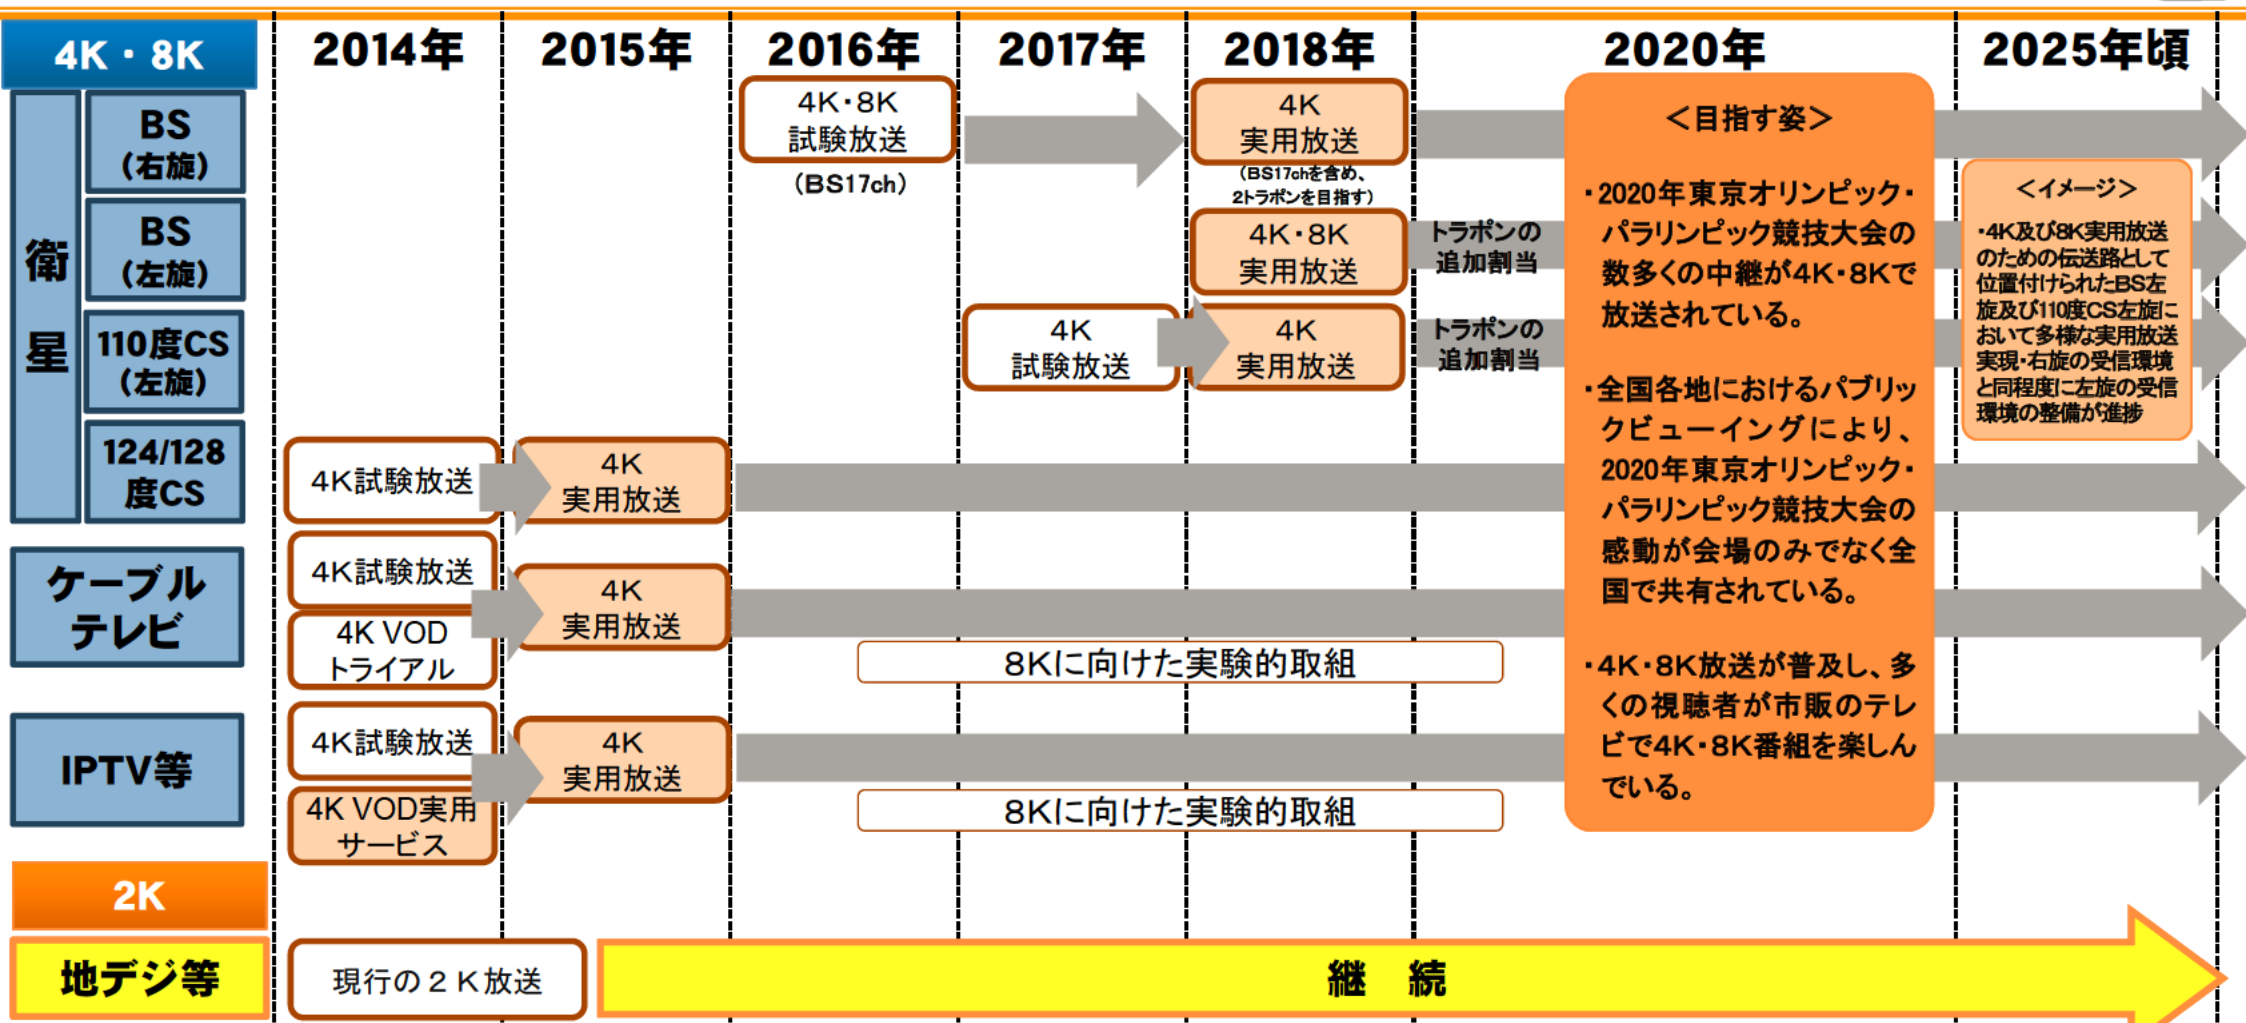 4K・8K
2014年
2015年
2016年
2017年
2018年
2020年
2025年頃
衛星
BS
（右旋）
4K・8K
試験放送
（BS17ch）
4K
実用放送
（BS17chを含め、
2トラポンを目指す）
BS
（左旋）
4K・8K
実用放送
トラポンの
追加割当
110度CS
（左旋）
4K
試験放送
4K
実用放送
トラポンの
追加割当
124/128
度CS
4K試験放送
4K
実用放送
ケーブル
テレビ
4K試験放送
4K VOD
トライアル
4K
実用放送
8Kに向けた実験的取組
IPTV等
4K試験放送
4K VOD実用
サービス
4K
実用放送
8Kに向けた実験的取組
＜目指す姿＞
・2020年東京オリンピック・
パラリンピック競技大会の
数多くの中継が4K・8Kで
放送されている。
・全国各地におけるパブリッ
クビューイングにより、
2020年東京オリンピック・
パラリンピック競技大会の
感動が会場のみでなく全
国で共有されている。
・4K・8K放送が普及し、多
くの視聴者が市販のテレ
ビで4K・8K番組を楽しん
でいる。
＜イメージ＞
・4K及び8K実用放送
のための伝送路として
位置付けられたBS左
旋及び110度CS左旋に
おいて多様な実用放送
実現・右旋の受信環境
と同程度に左旋の受信
環境の整備が進捗
2K
地デジ等
現行の２Ｋ放送
継　続